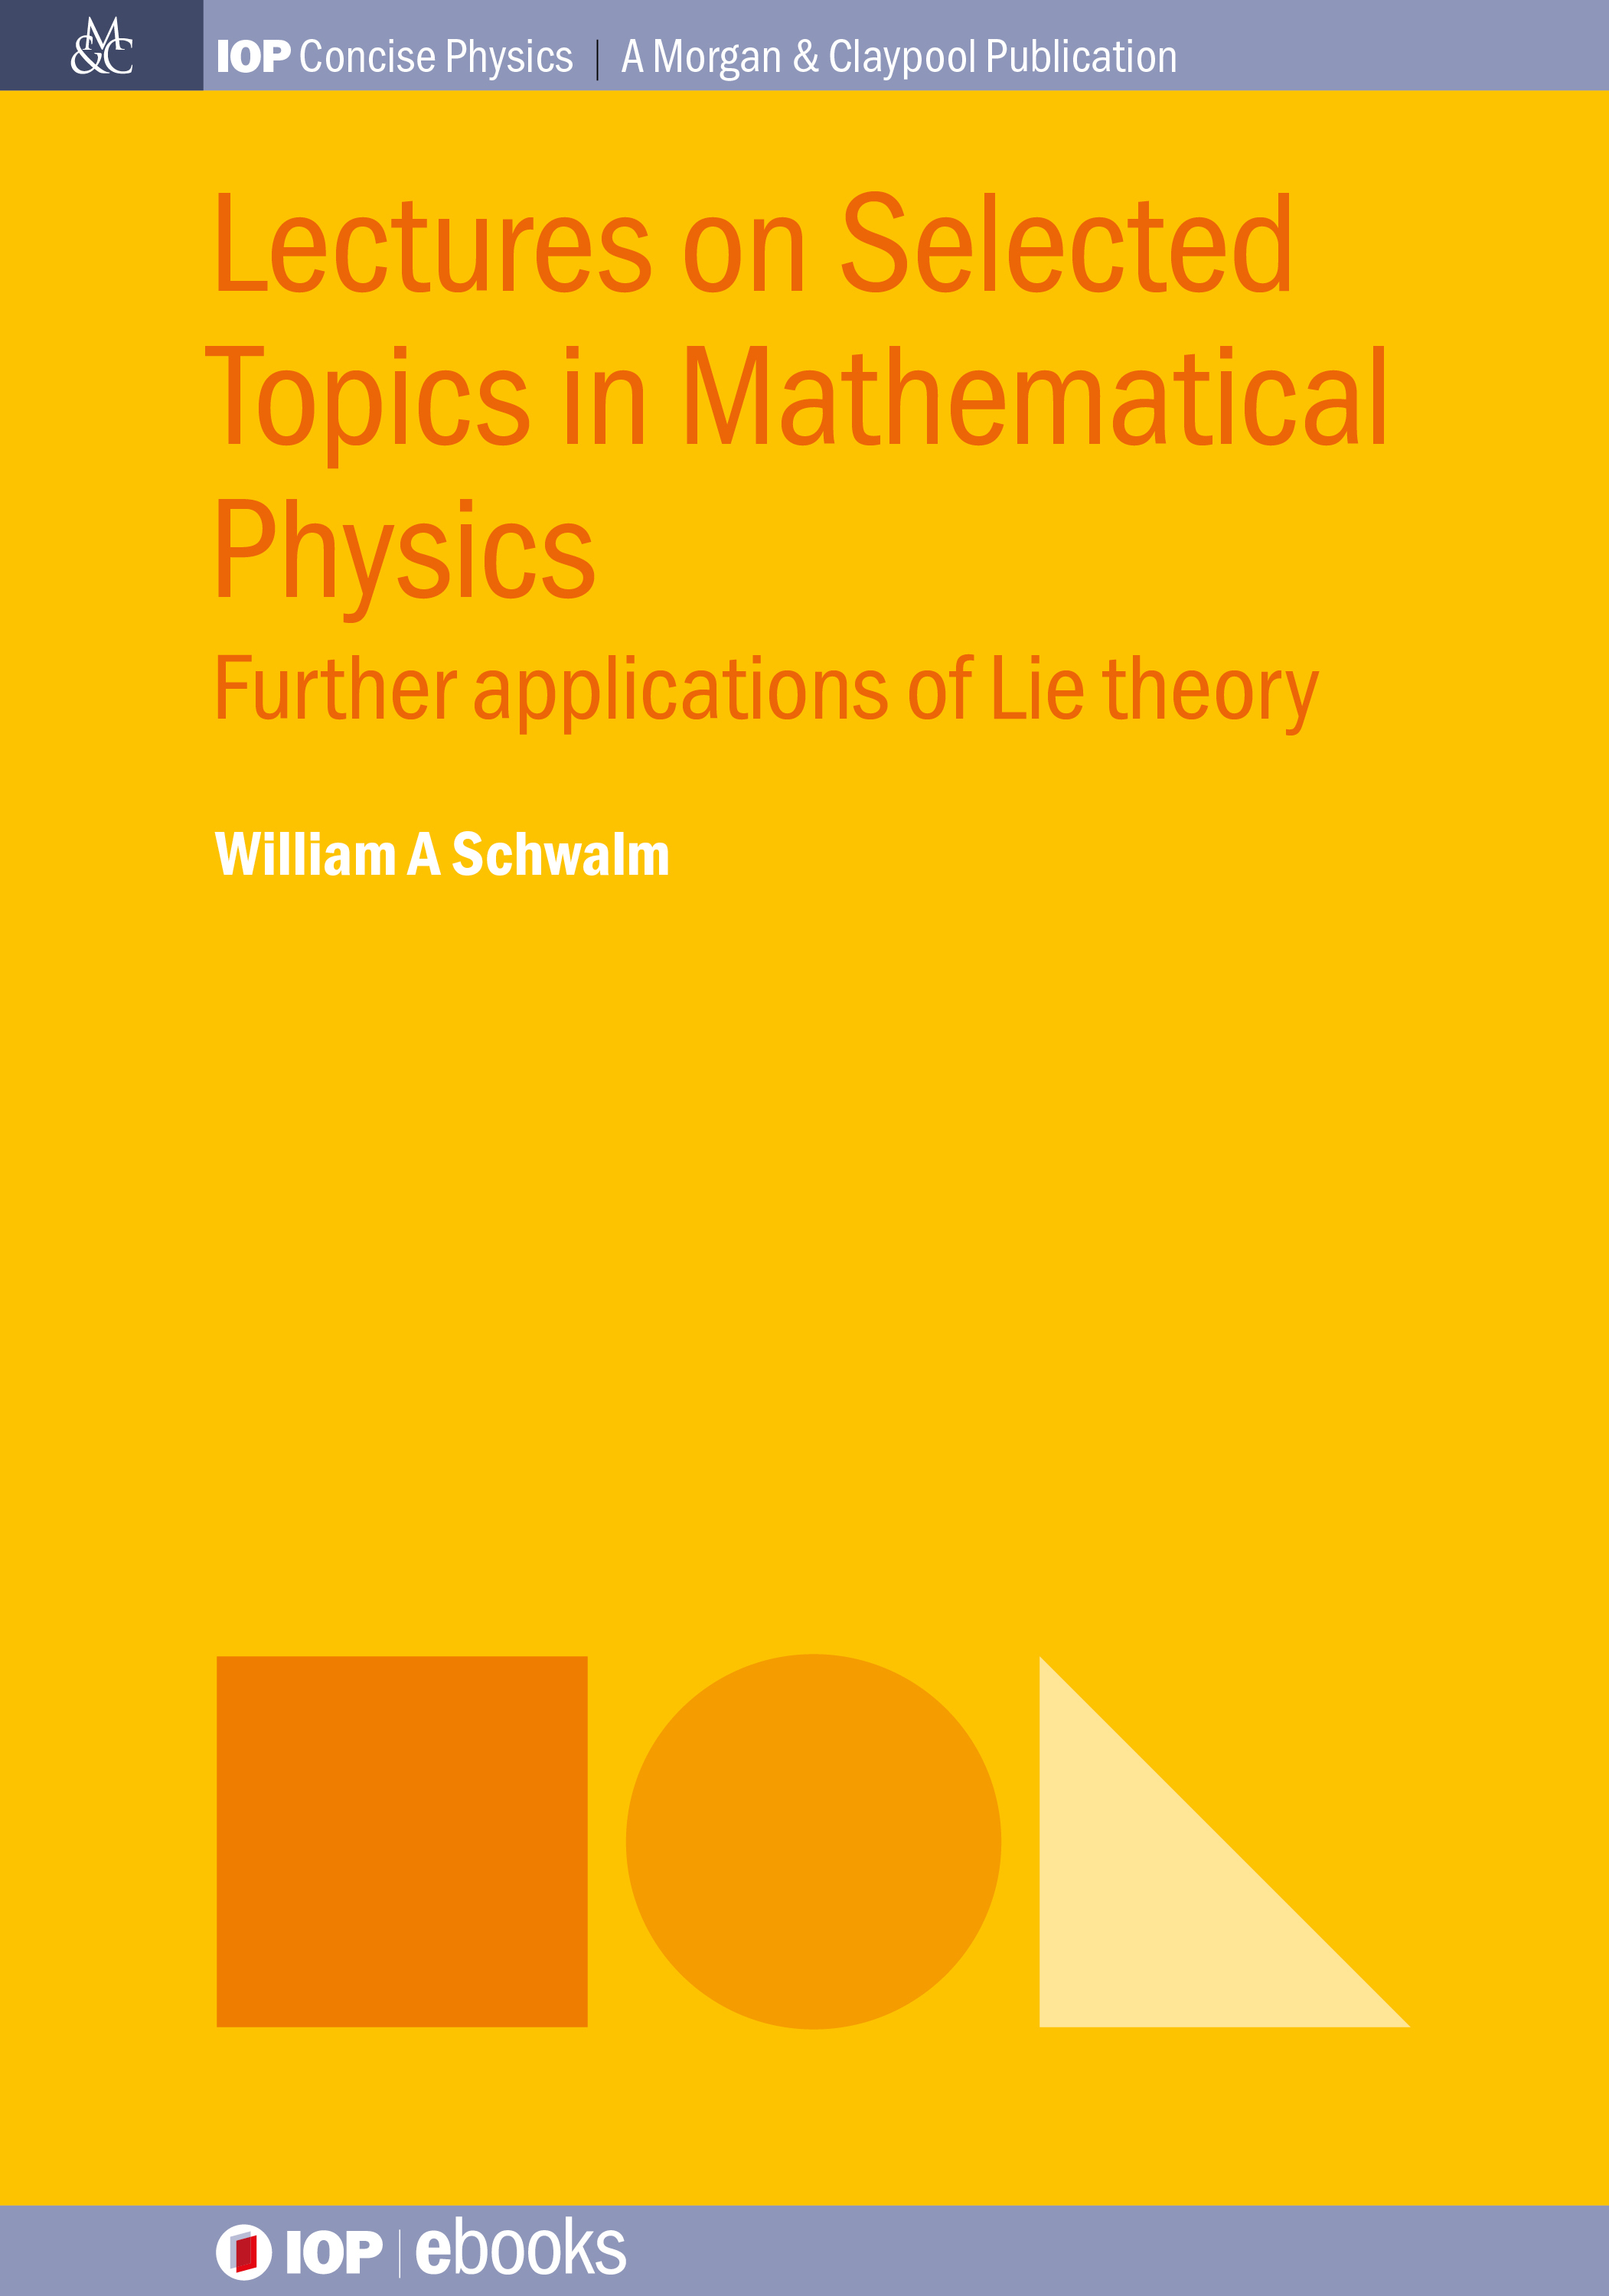 M&C
IOP Concise Physics | A Morgan & Claypool Publication
Lectures on Selected
Topics in Mathematical
Physics
Further applications of Lie theory
William A Schwalm
IOP | ebooks